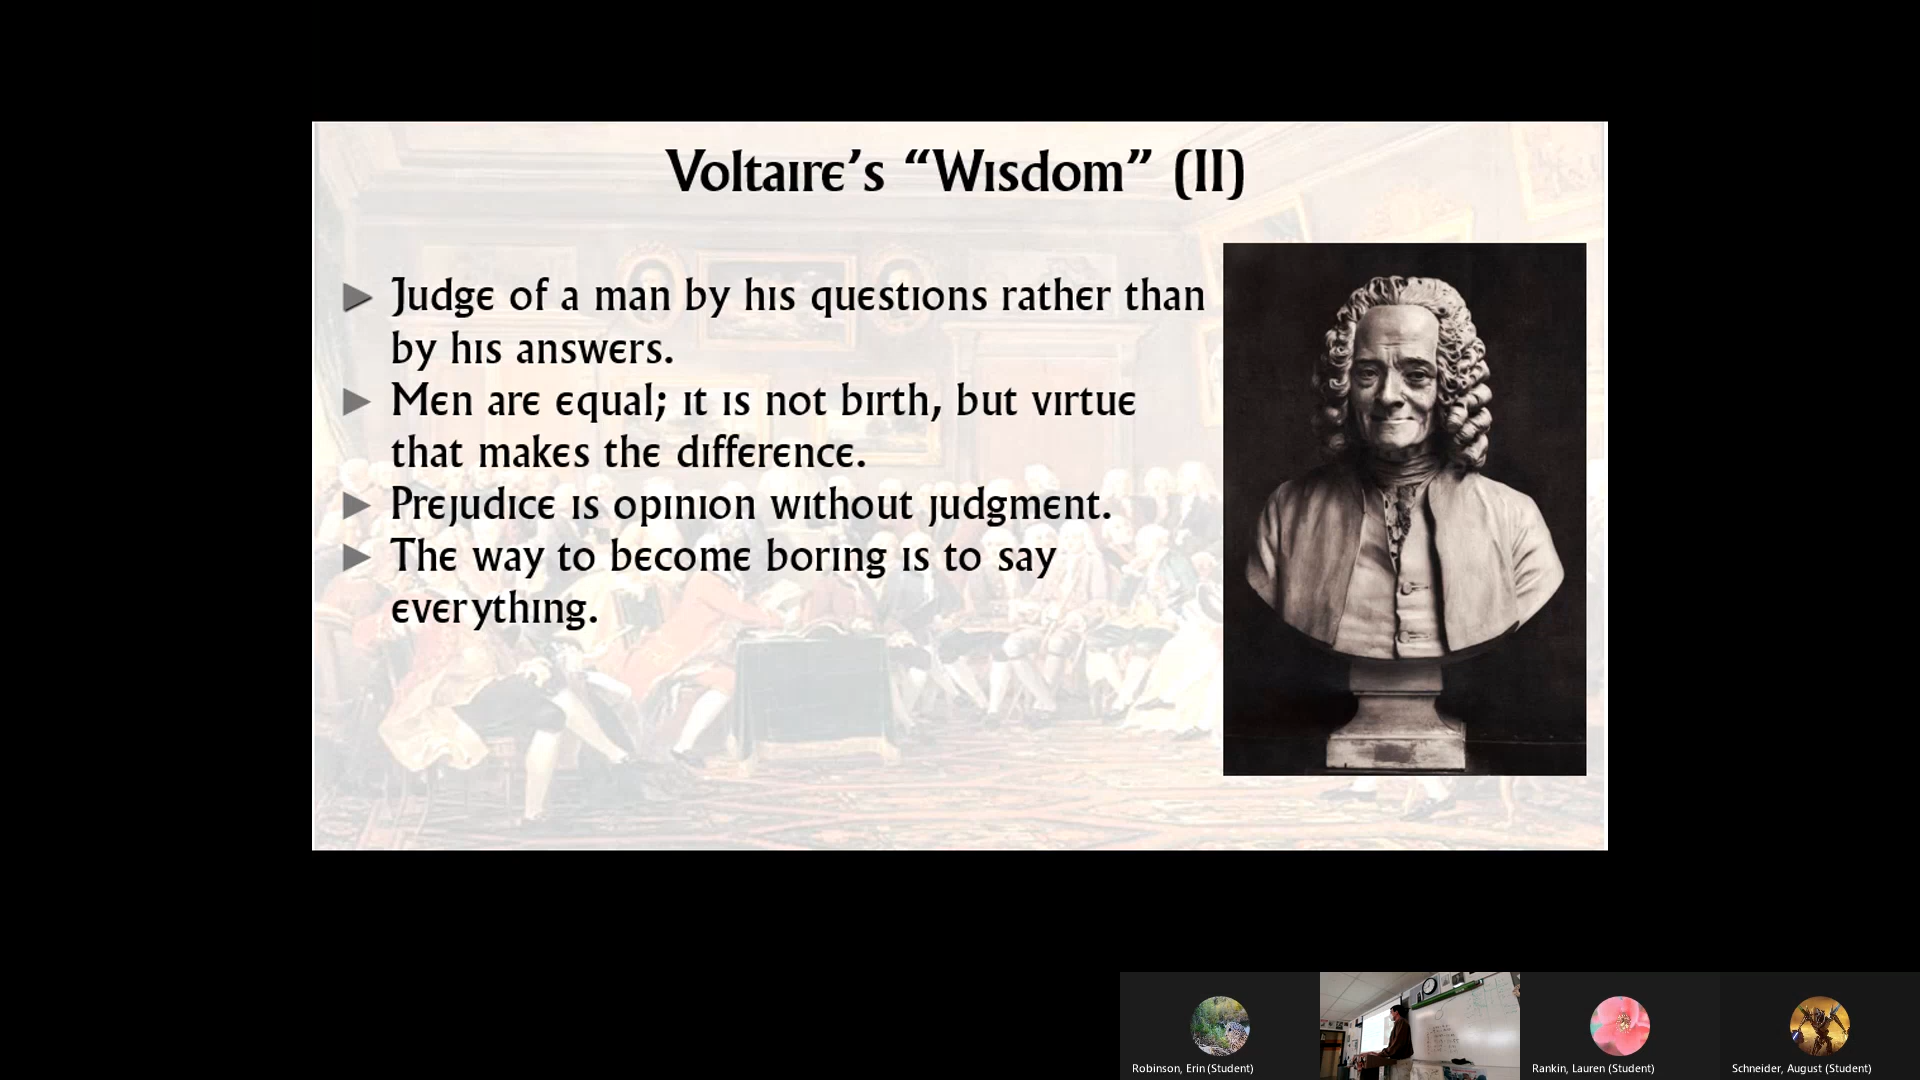 Voltaire’s “Wisdom” (II)
Judge of a man by his questions rather than
by his answers.
Men are equal; it is not birth, but virtue
that makes the difference.
Prejudice is opinion without judgment.
The way to become boring is to say
everything.
Robinson, Erin (Student)
Rankin, Lauren (Student)
Schneider, August (Student)